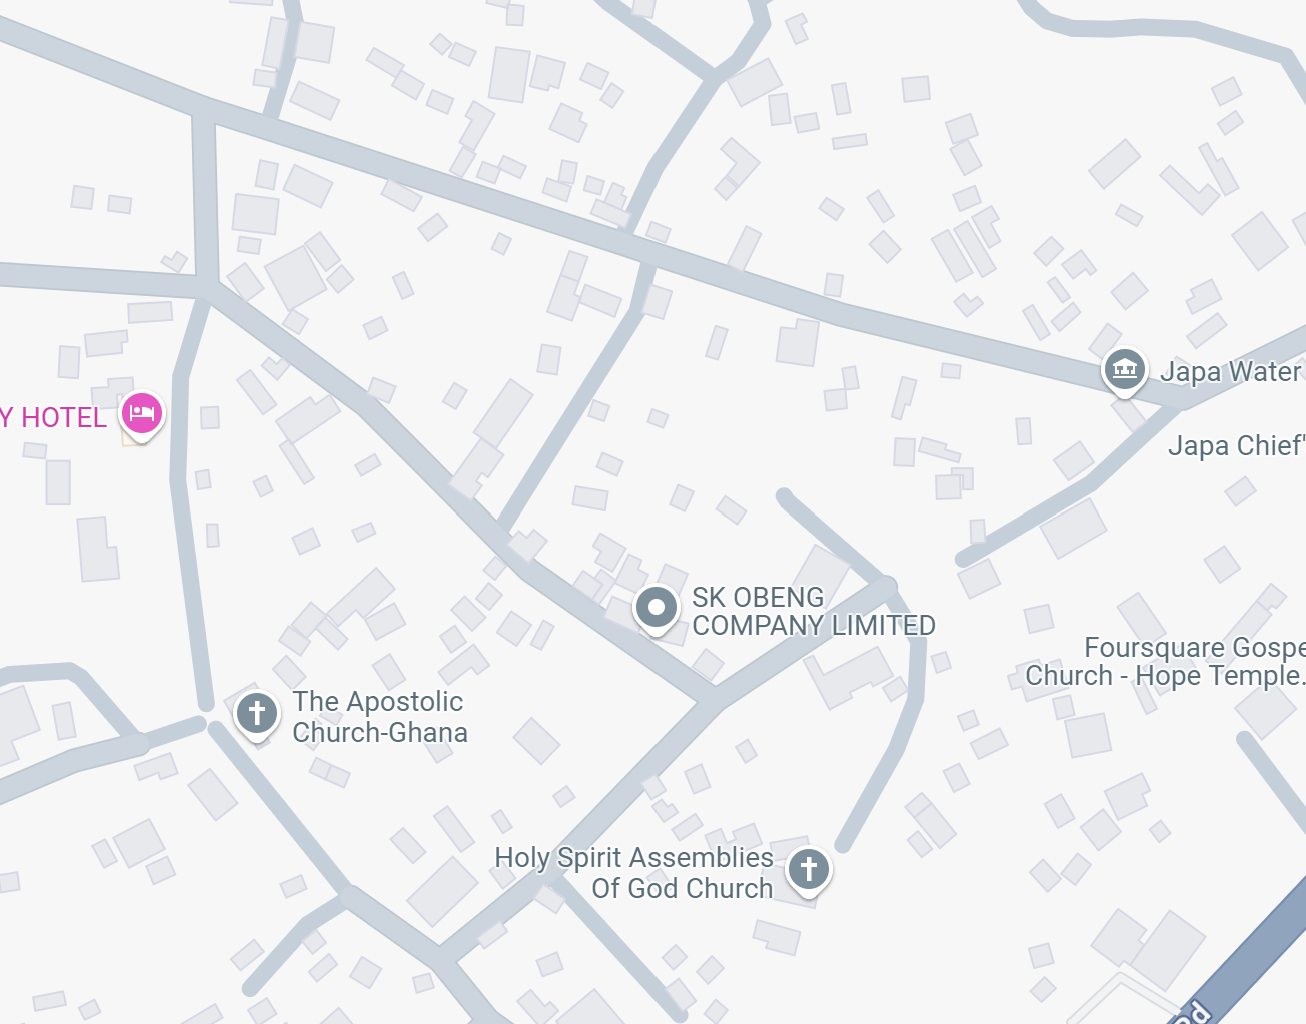 Japa Water
Y HOTEL
Japa Chief'
SK OBENG
COMPANY LIMITED
Foursquare Gospe
Church - Hope Temple.
The Apostolic
Church-Ghana
Holy Spirit Assemblies
Of God Church
Rd